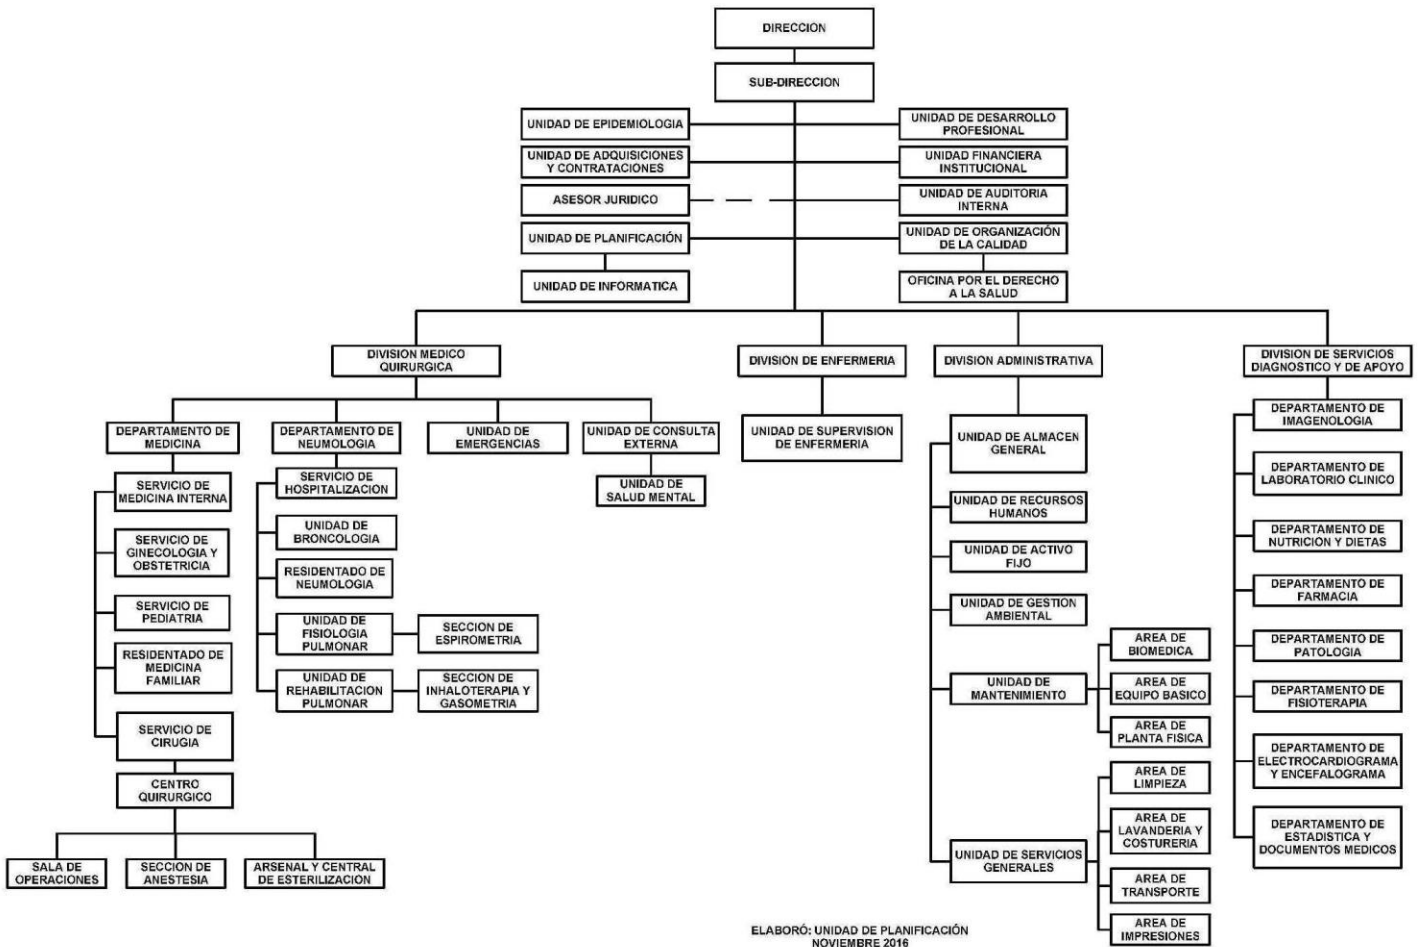 DIRECCION
SUB-DIRECCION
UNIDAD DE EPIDEMIOLOGIA
UNIDAD DE DESARROLLO
PROFESIONAL
UNIDAD DE ADQUISICIONES
Y CONTRATACIONES
UNIDAD FINANCIERA
INSTITUCIONAL
ASESOR JURIDICO
UNIDAD DE AUDITORIA
INTERNA
UNIDAD DE PLANIFICACIÓN
UNIDAD DE ORGANIZACIÓN
DE LA CALIDAD
UNIDAD DE INFORMATICA
OFICINA POR EL DERECHO
A LA SALUD
DIVISION MEDICO
QUIRURGICA
DIVISION DE ENFERMERIA
DIVISION ADMINISTRATIVA
DIVISION DE SERVICIOS
DIAGNOSTICO Y DE APOYO
DEPARTAMENTO DE
MEDICINA
DEPARTAMENTO DE
NEUMOLOGIA
UNIDAD DE
EMERGENCIAS
UNIDAD DE CONSULTA
EXTERNA
UNIDAD DE
SALUD MENTAL
SERVICIO DE
MEDICINA INTERNA
SERVICIO DE
GINECOLOGIA Y
OBSTETRICIA
SERVICIO DE
PEDIATRIA
RESIDENTADO DE
MEDICINA
FAMILIAR
SERVICIO DE
CIRUGIA
CENTRO
QUIRURGICO
SALA DE
OPERACIONES
SECCION DE
ANESTESIA
ARSENAL Y CENTRAL
DE ESTERILIZACION
SERVICIO DE
HOSPITALIZACION
UNIDAD DE
BRONCOLOGIA
RESIDENTADO DE
NEUMOLOGIA
UNIDAD DE
FISIOLOGIA
PULMONAR
SECCION DE
ESPIROMETRIA
UNIDAD DE
REHABILITACION
PULMONAR
SECCION DE
INHALOTERAPIA Y
GASOMETRIA
UNIDAD DE SUPERVISION
DE ENFERMERIA
UNIDAD DE ALMACEN
GENERAL
UNIDAD DE RECURSOS
HUMANOS
UNIDAD DE ACTIVO
FIJO
UNIDAD DE GESTION
AMBIENTAL
UNIDAD DE
MANTENIMIENTO
AREA DE
BIOMEDICA
AREA DE
EQUIPO BASICO
AREA DE
PLANTA FISICA
UNIDAD DE SERVICIOS
GENERALES
AREA DE
LIMPIEZA
AREA DE
LAVANDERIA Y
COSTURERIA
AREA DE
TRANSPORTE
AREA DE
IMPRESIONES
DEPARTAMENTO DE
IMAGENOLOGIA
DEPARTAMENTO DE
LABORATORIO CLINICO
DEPARTAMENTO DE
NUTRICION Y DIETAS
DEPARTAMENTO DE
FARMACIA
DEPARTAMENTO DE
PATOLOGIA
DEPARTAMENTO DE
FISIOTERAPIA
DEPARTAMENTO DE
ELECTROCARDIOGRAMA
Y ENCEFALOGRAMA
DEPARTAMENTO DE
ESTADISTICA Y
DOCUMENTOS MEDICOS
ELABORÓ: UNIDAD DE PLANIFICACIÓN
NOVIEMBRE 2016